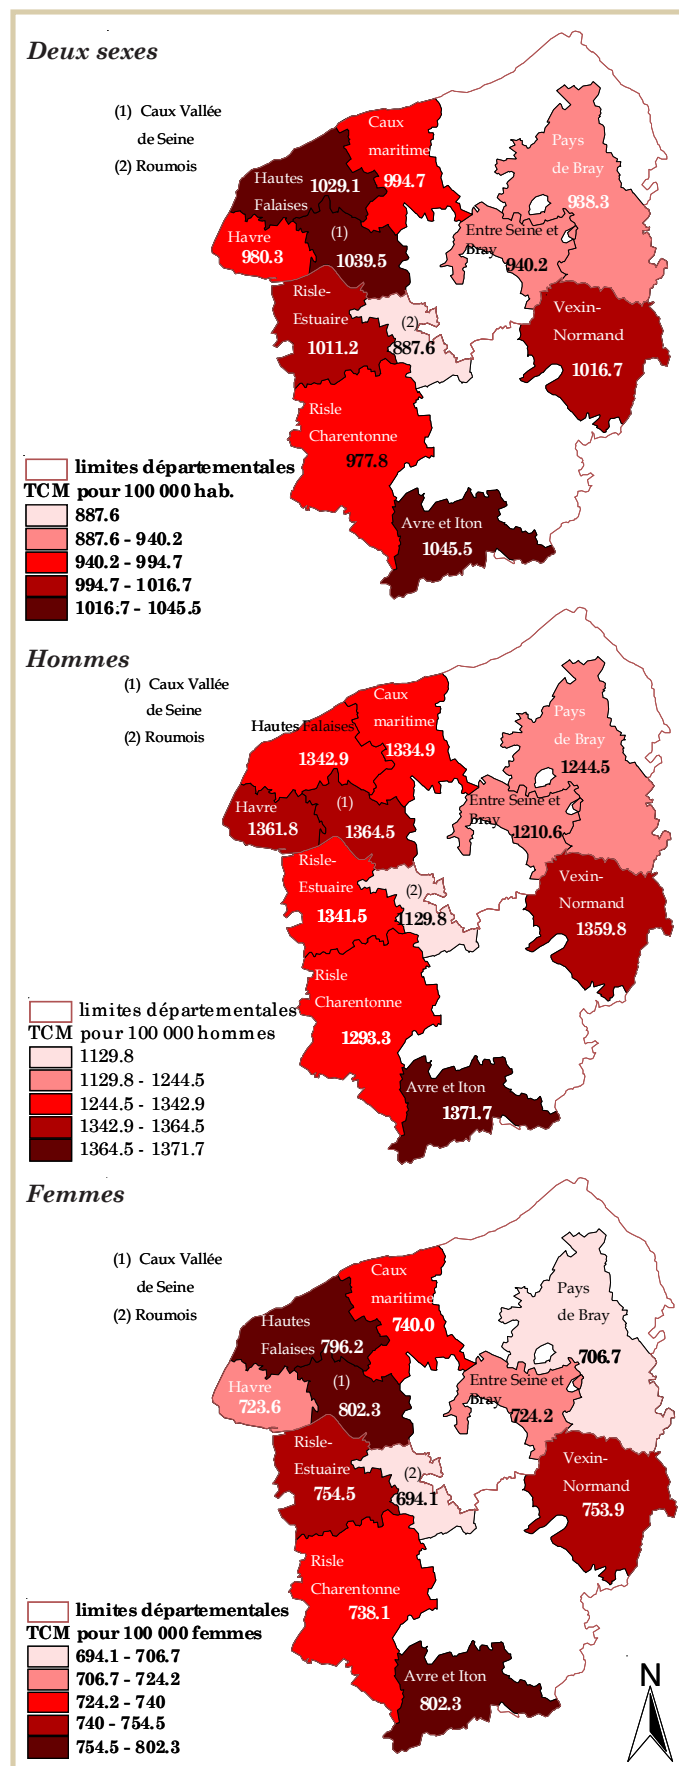 Deux sexes
(1) Caux Vallée
de Seine
(2) Roumois
Caux
maritime
994.7
Pays
de Bray
938.3
Hautes
Falaises
1029.1
Havre
980.3
(1)
1039.5
Entre Seine et
Bray
940.2
Risle-
Estuaire
1011.2
(2)
887.6
Vexin-
Normand
1016.7
Risle
Charentonne
977.8
Avre et Iton
1045.5
limites départementales
TCM pour 100 000 hab.
887.6
887.6 - 940.2
940.2 - 994.7
994.7 - 1016.7
1016.7 - 1045.5
Hommes
(1) Caux Vallée
de Seine
(2) Roumois
Caux
maritime
1334.9
Pays
de Bray
1244.5
Hautes Falaises
1342.9
Havre
1361.8
(1)
1364.5
Entre Seine et
Bray
1210.6
Risle-
Estuaire
1341.5
(2)
1129.8
Vexin-
Normand
1359.8
Risle
Charentonne
1293.3
Avre et Iton
1371.7
limites départementales
TCM pour 100 000 hommes
1129.8
1129.8 - 1244.5
1244.5 - 1342.9
1342.9 - 1364.5
1364.5 - 1371.7
Femmes
(1) Caux Vallée
de Seine
(2) Roumois
Caux
maritime
740.0
Pays
de Bray
706.7
Hautes
Falaises
796.2
Havre
723.6
(1)
802.3
Entre Seine et
Bray
724.2
Risle-
Estuaire
754.5
(2)
694.1
Vexin-
Normand
753.9
Risle
Charentonne
738.1
Avre et Iton
802.3
limites départementales
TCM pour 100 000 femmes
694.1 - 706.7
706.7 - 724.2
724.2 - 740
740 - 754.5
754.5 - 802.3
N